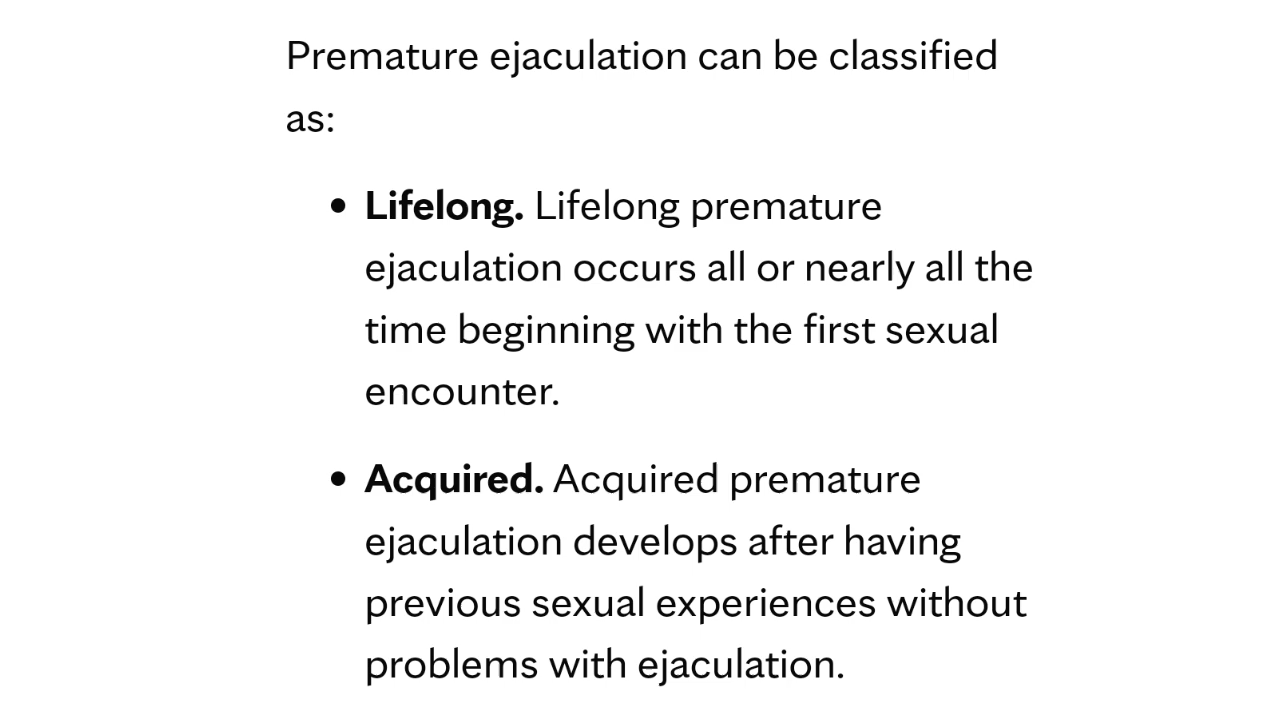 Premature ejaculation can be classified
as:
• Lifelong. Lifelong premature
ejaculation occurs all or nearly all the
time beginning with the first sexual
encounter.
• Acquired. Acquired premature
ejaculation develops after having
previous sexual experiences without
problems with ejaculation.